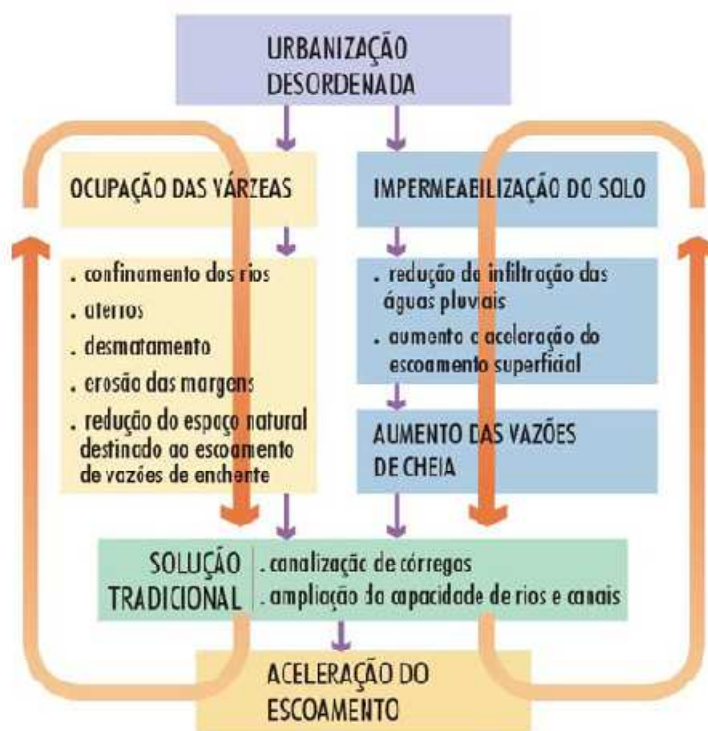 URBANIZAÇÃO
DESORDENADA
OCUPAÇÃO DAS VÁRZEAS
. confinamento dos rios
. aterros
. desmatamento
. erosão das margens
. redução do espaço natural
destinado ao escoamento
de vazões de enchente
IMPERMEABILIZAÇÃO DO SOLO
. redução da infiltração das
águas pluviais
. aumento e aceleração do
escoamento superficial
AUMENTO DAS VAZÕES
DE CHEIA
SOLUÇÃO
TRADICIONAL
. canalização de córregos
. ampliação da capacidade de rios e canais
ACELERAÇÃO DO
ESCOAMENTO